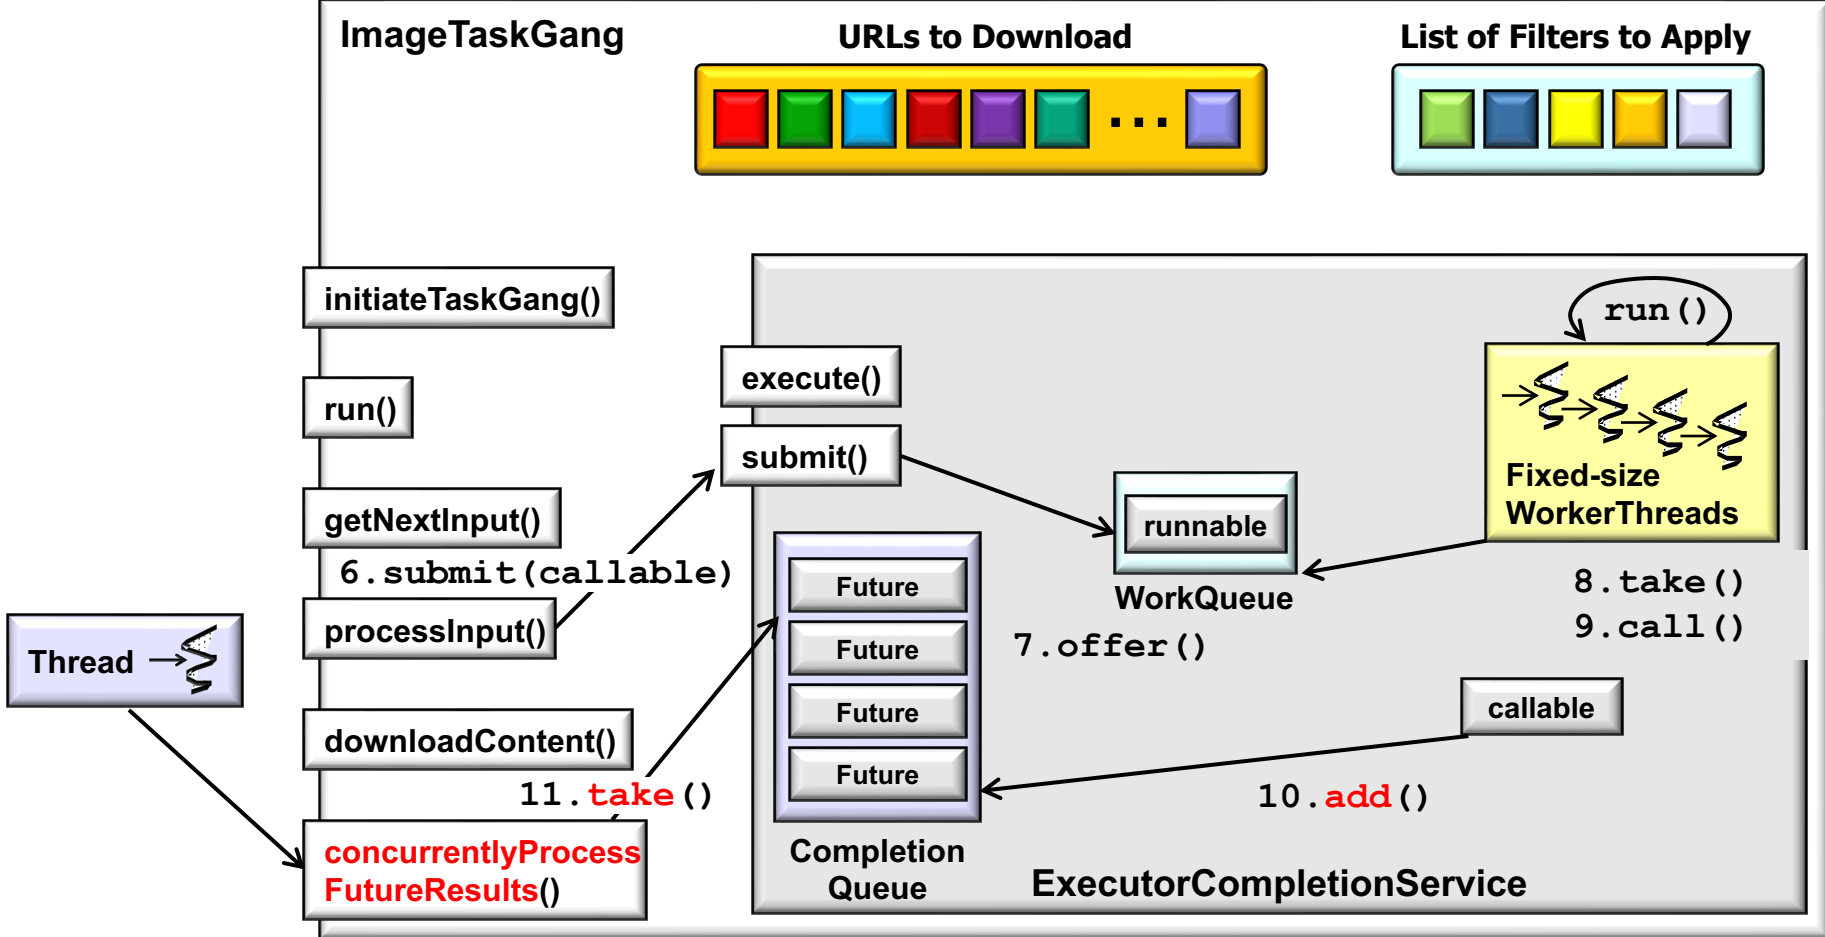 ImageTaskGang
URLs to Download
List of Filters to Apply
...
initiateTaskGang()
run()
execute()
run()
submit()
getNextInput()
6.submit(callable)
processInput()
Thread
downloadContent()
11.take()
concurrentlyProcess
FutureResults()
Future
Future
Future
Future
Completion
Queue
runnable
WorkQueue
7.offer()
Fixed-size
WorkerThreads
8.take()
9.call()
callable
10.add()
ExecutorCompletionService